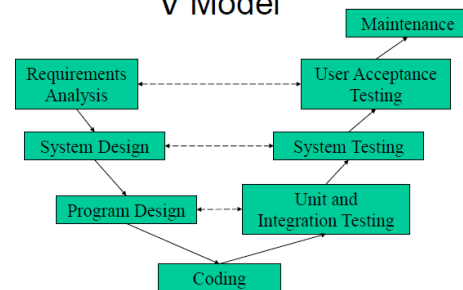 V Model
Maintenance
Requirements
Analysis
User Acceptance
Testing
System Design
System Testing
Program Design
Unit and
Integration Testing
Coding